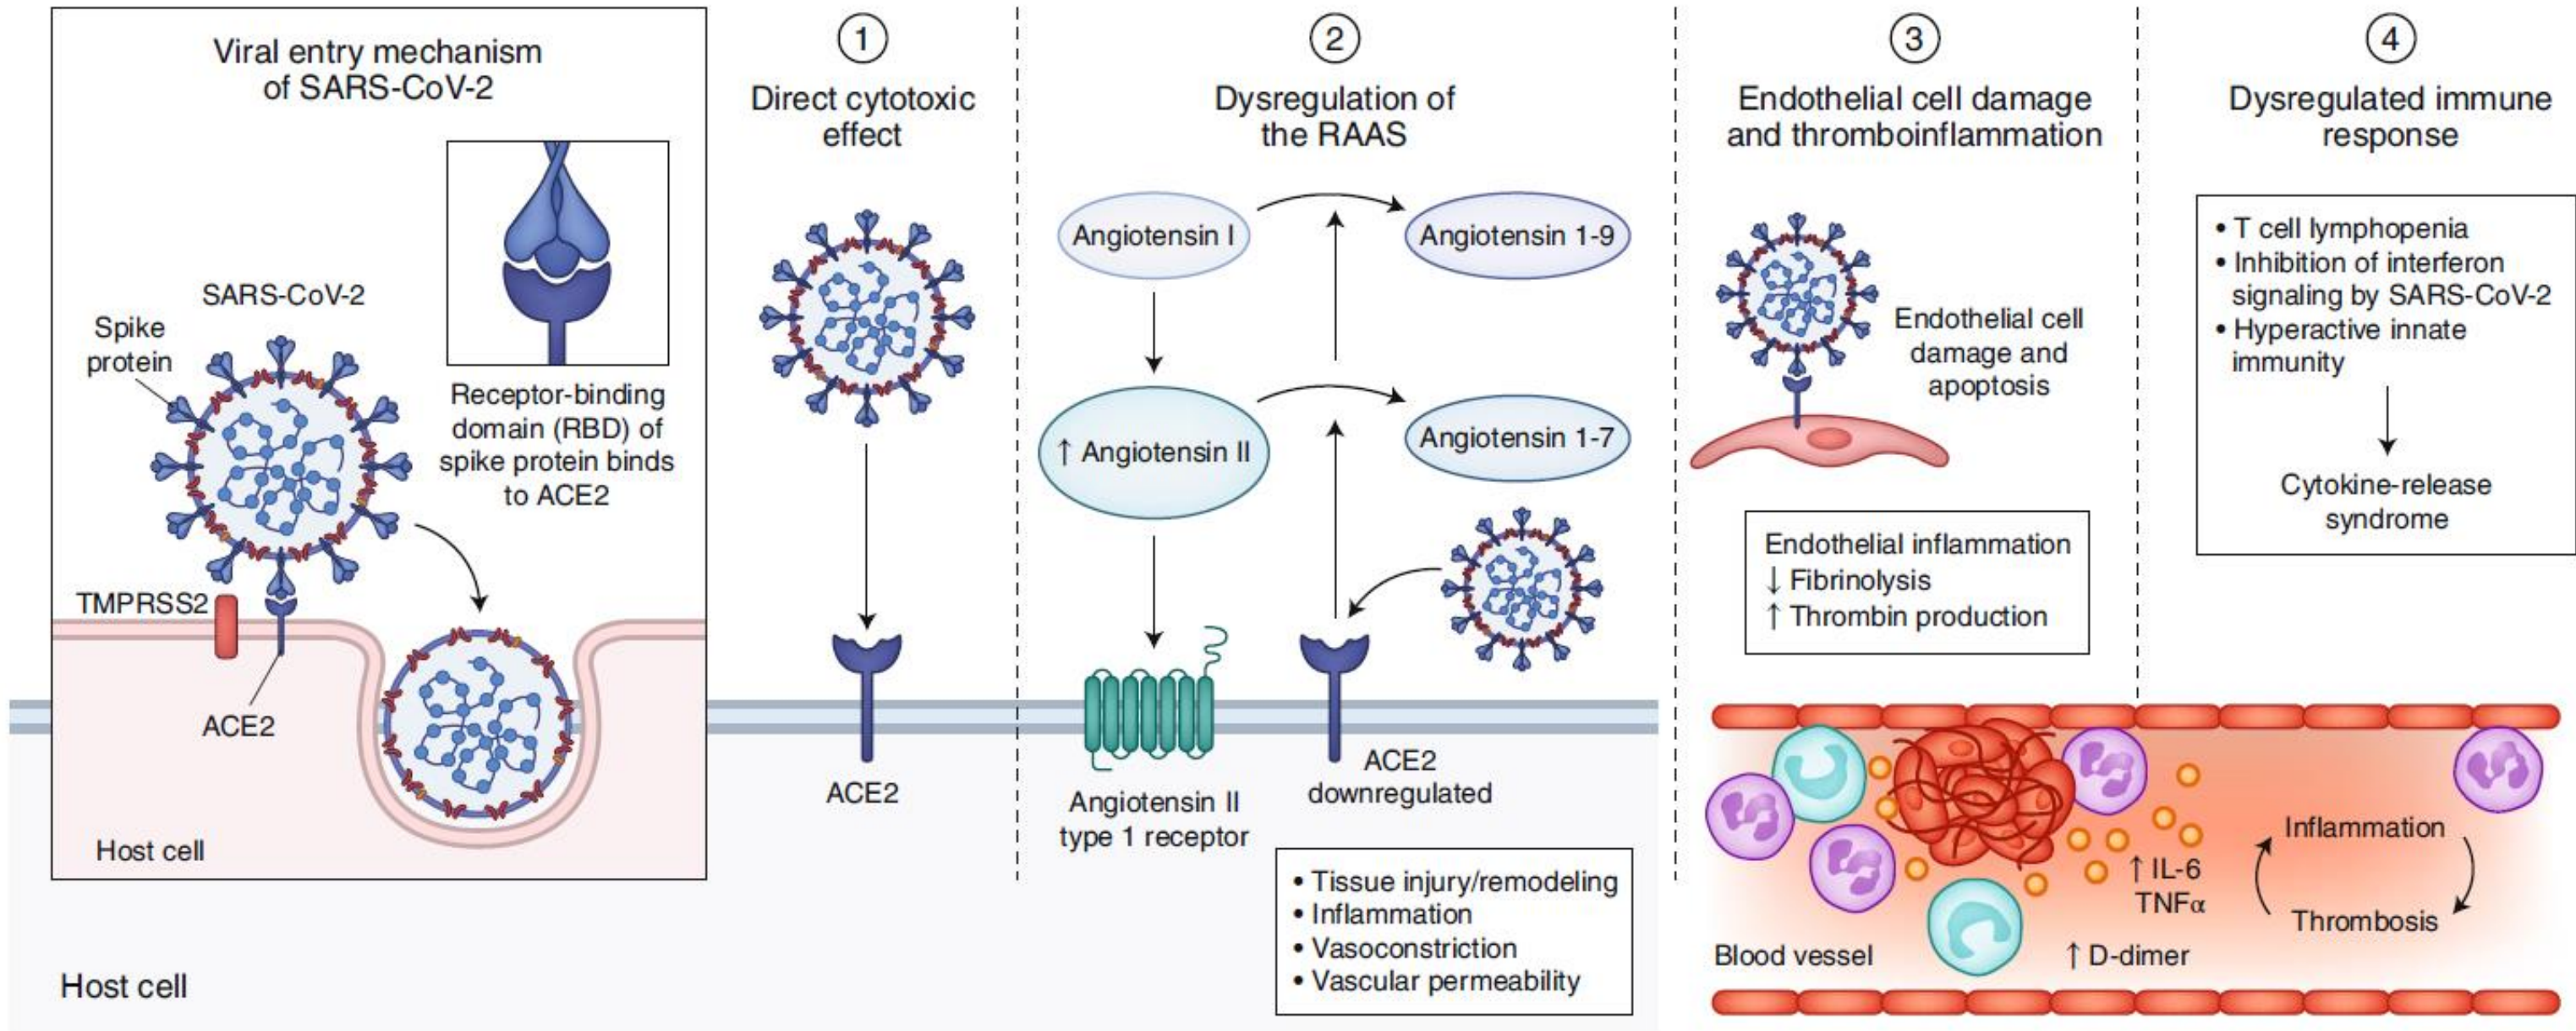 Viral entry mechanism
of SARS-CoV-2
SARS-CoV-2
Spike
protein
Receptor-binding
domain (RBD) of
spike protein binds
to ACE2
TMPRSS2
ACE2
Host cell
Host cell
1
Direct cytotoxic
effect
ACE2
2
Dysregulation of
the RAAS
Angiotensin I
Angiotensin 1-9
↑ Angiotensin II
Angiotensin 1-7
Angiotensin II
type 1 receptor
ACE2
downregulated
• Tissue injury/remodeling
• Inflammation
• Vasoconstriction
• Vascular permeability
3
Endothelial cell damage
and thromboinflammation
Endothelial cell
damage and
apoptosis
Endothelial inflammation
↓ Fibrinolysis
↑ Thrombin production
4
Dysregulated immune
response
• T cell lymphopenia
• Inhibition of interferon
signaling by SARS-CoV-2
• Hyperactive innate
immunity
Cytokine-release
syndrome
Inflammation
Thrombosis
↑ IL-6
TNFα
↑ D-dimer
Blood vessel